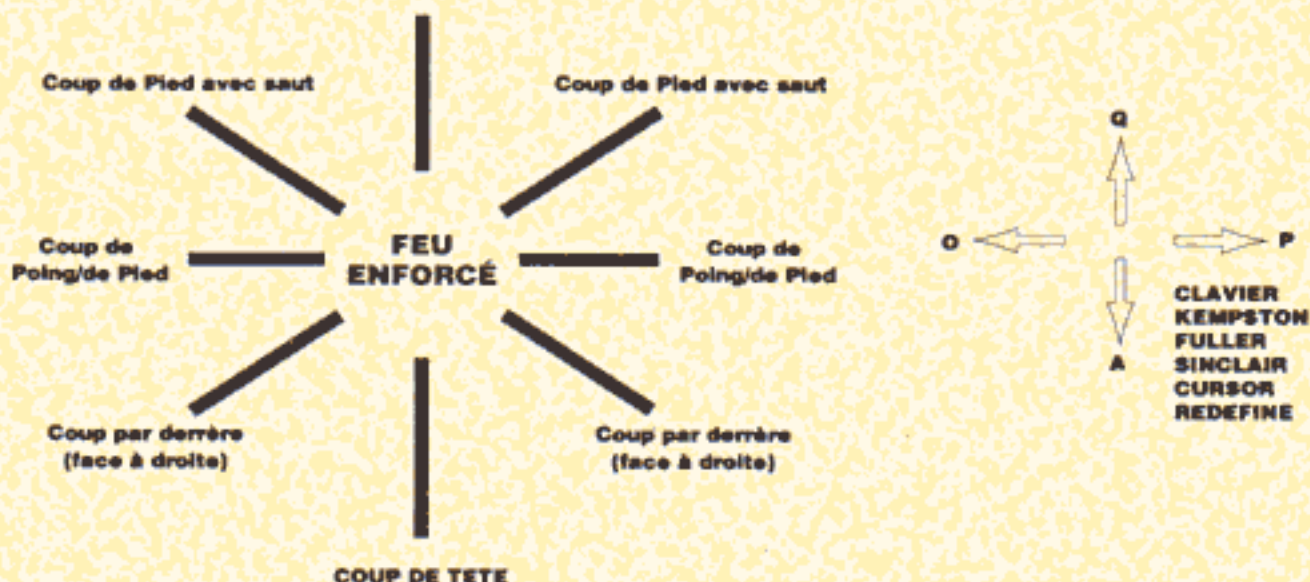 Coup de Pied avec saut
Coup de Pied avec saut
Q
Coup de
Poing/de Pied
FEU
ENFORCÉ
Coup de
Poing/de Pied
O
P
CLAVIER
KEMPSTON
FULLER
SINCLAIR
CURSOR
REDEFINE
A
Coup par derrère
(face à droite)
Coup par derrère
(face à droite)
COUP DE TETE